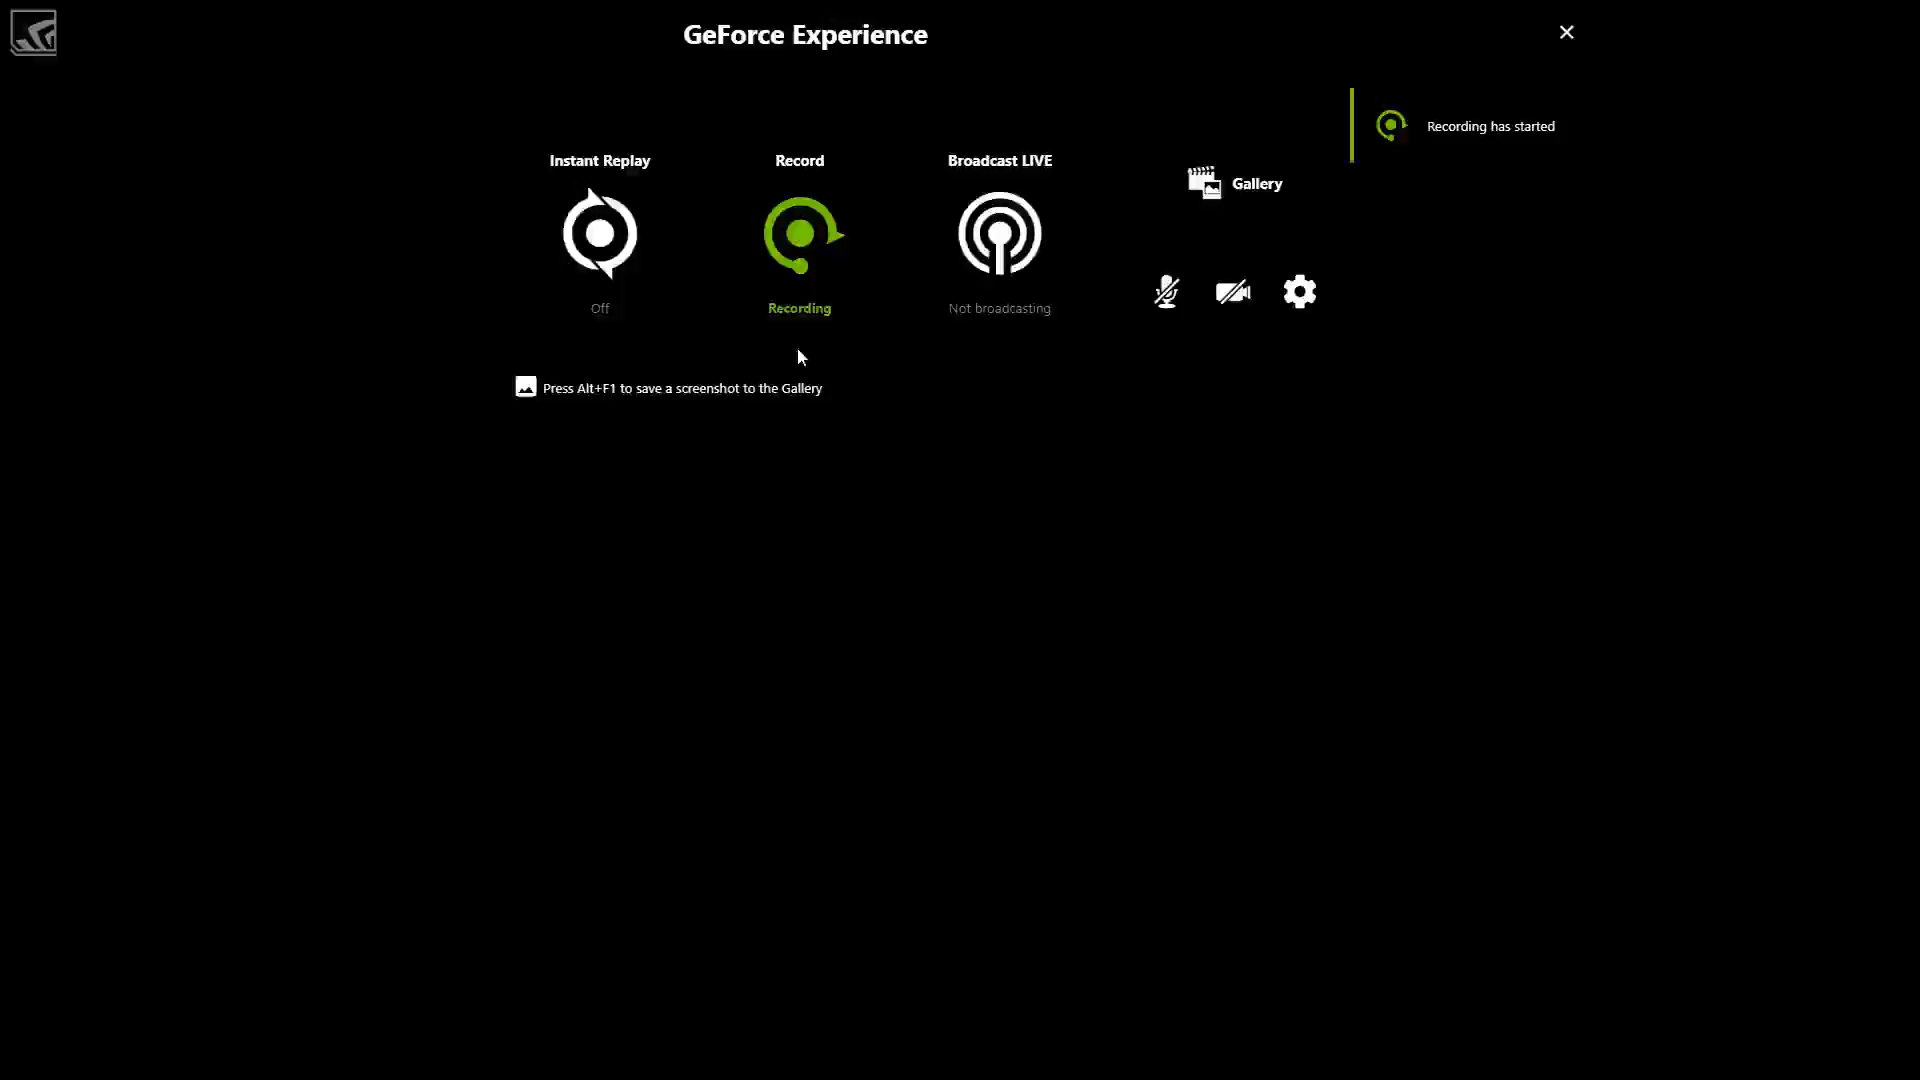 GeForce Experience
Recording has started
Instant Replay
Record
Broadcast LIVE
Gallery
Off
Recording
Not broadcasting
Press Alt+F1 to save a screenshot to the Gallery